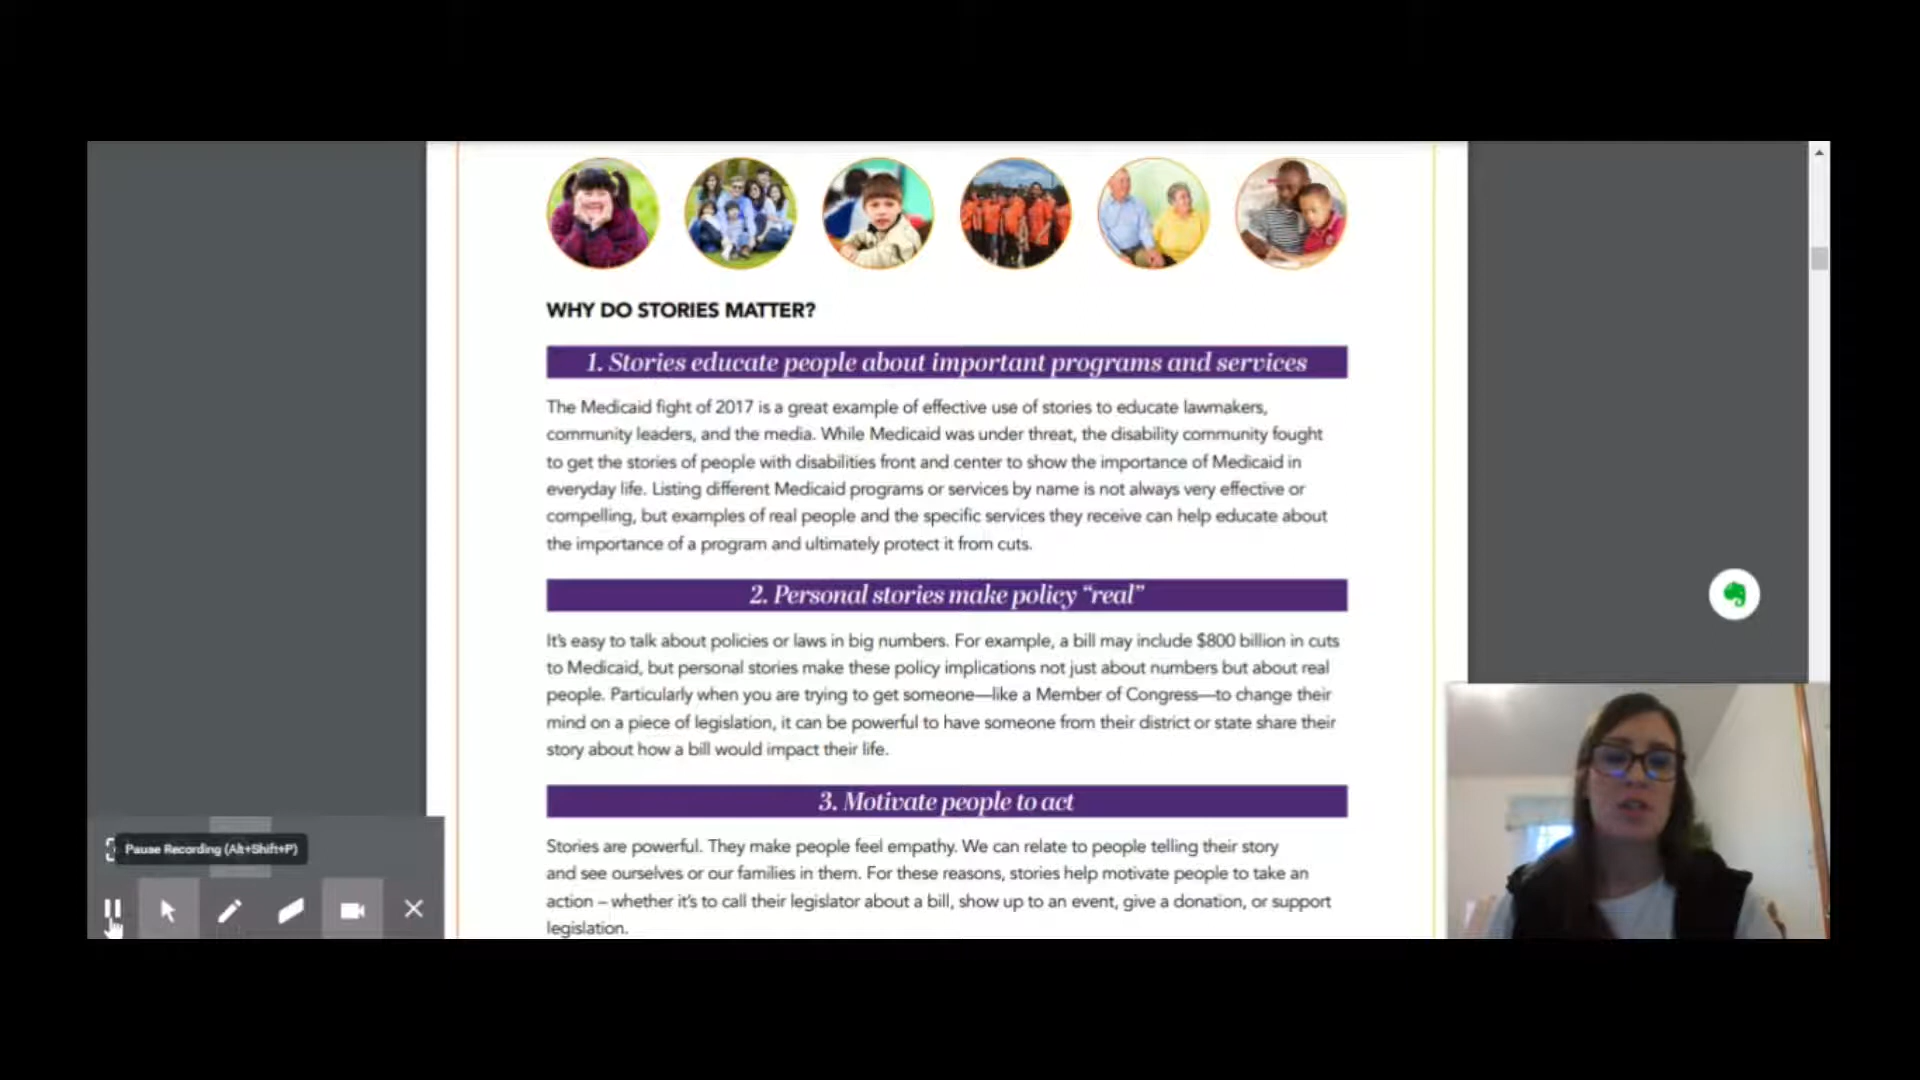 WHY DO STORIES MATTER?
1. Stories educate people about important programs and services
The Medicaid fight of 2017 is a great example of effective use of stories to educate lawmakers,
community leaders, and the media. While Medicaid was under threat, the disability community fought
to get the stories of people with disabilities front and center to show the importance of Medicaid in
everyday life. Listing different Medicaid programs or services by name is not always very effective or
compelling, but examples of real people and the specific services they receive can help educate about
the importance of a program and ultimately protect it from cuts.
2. Personal stories make policy “real”
It’s easy to talk about policies or laws in big numbers. For example, a bill may include $800 billion in cuts
to Medicaid, but personal stories make these policy implications not just about numbers but about real
people. Particularly when you are trying to get someone—like a Member of Congress—to change their
mind on a piece of legislation, it can be powerful to have someone from their district or state share their
story about how a bill would impact their life.
3. Motivate people to act
Stories are powerful. They make people feel empathy. We can relate to people telling their story
and see ourselves or our families in them. For these reasons, stories help motivate people to take an
action – whether it’s to call their legislator about a bill, show up to an event, give a donation, or support
legislation.
Pause Recording (Alt+Shift+P)